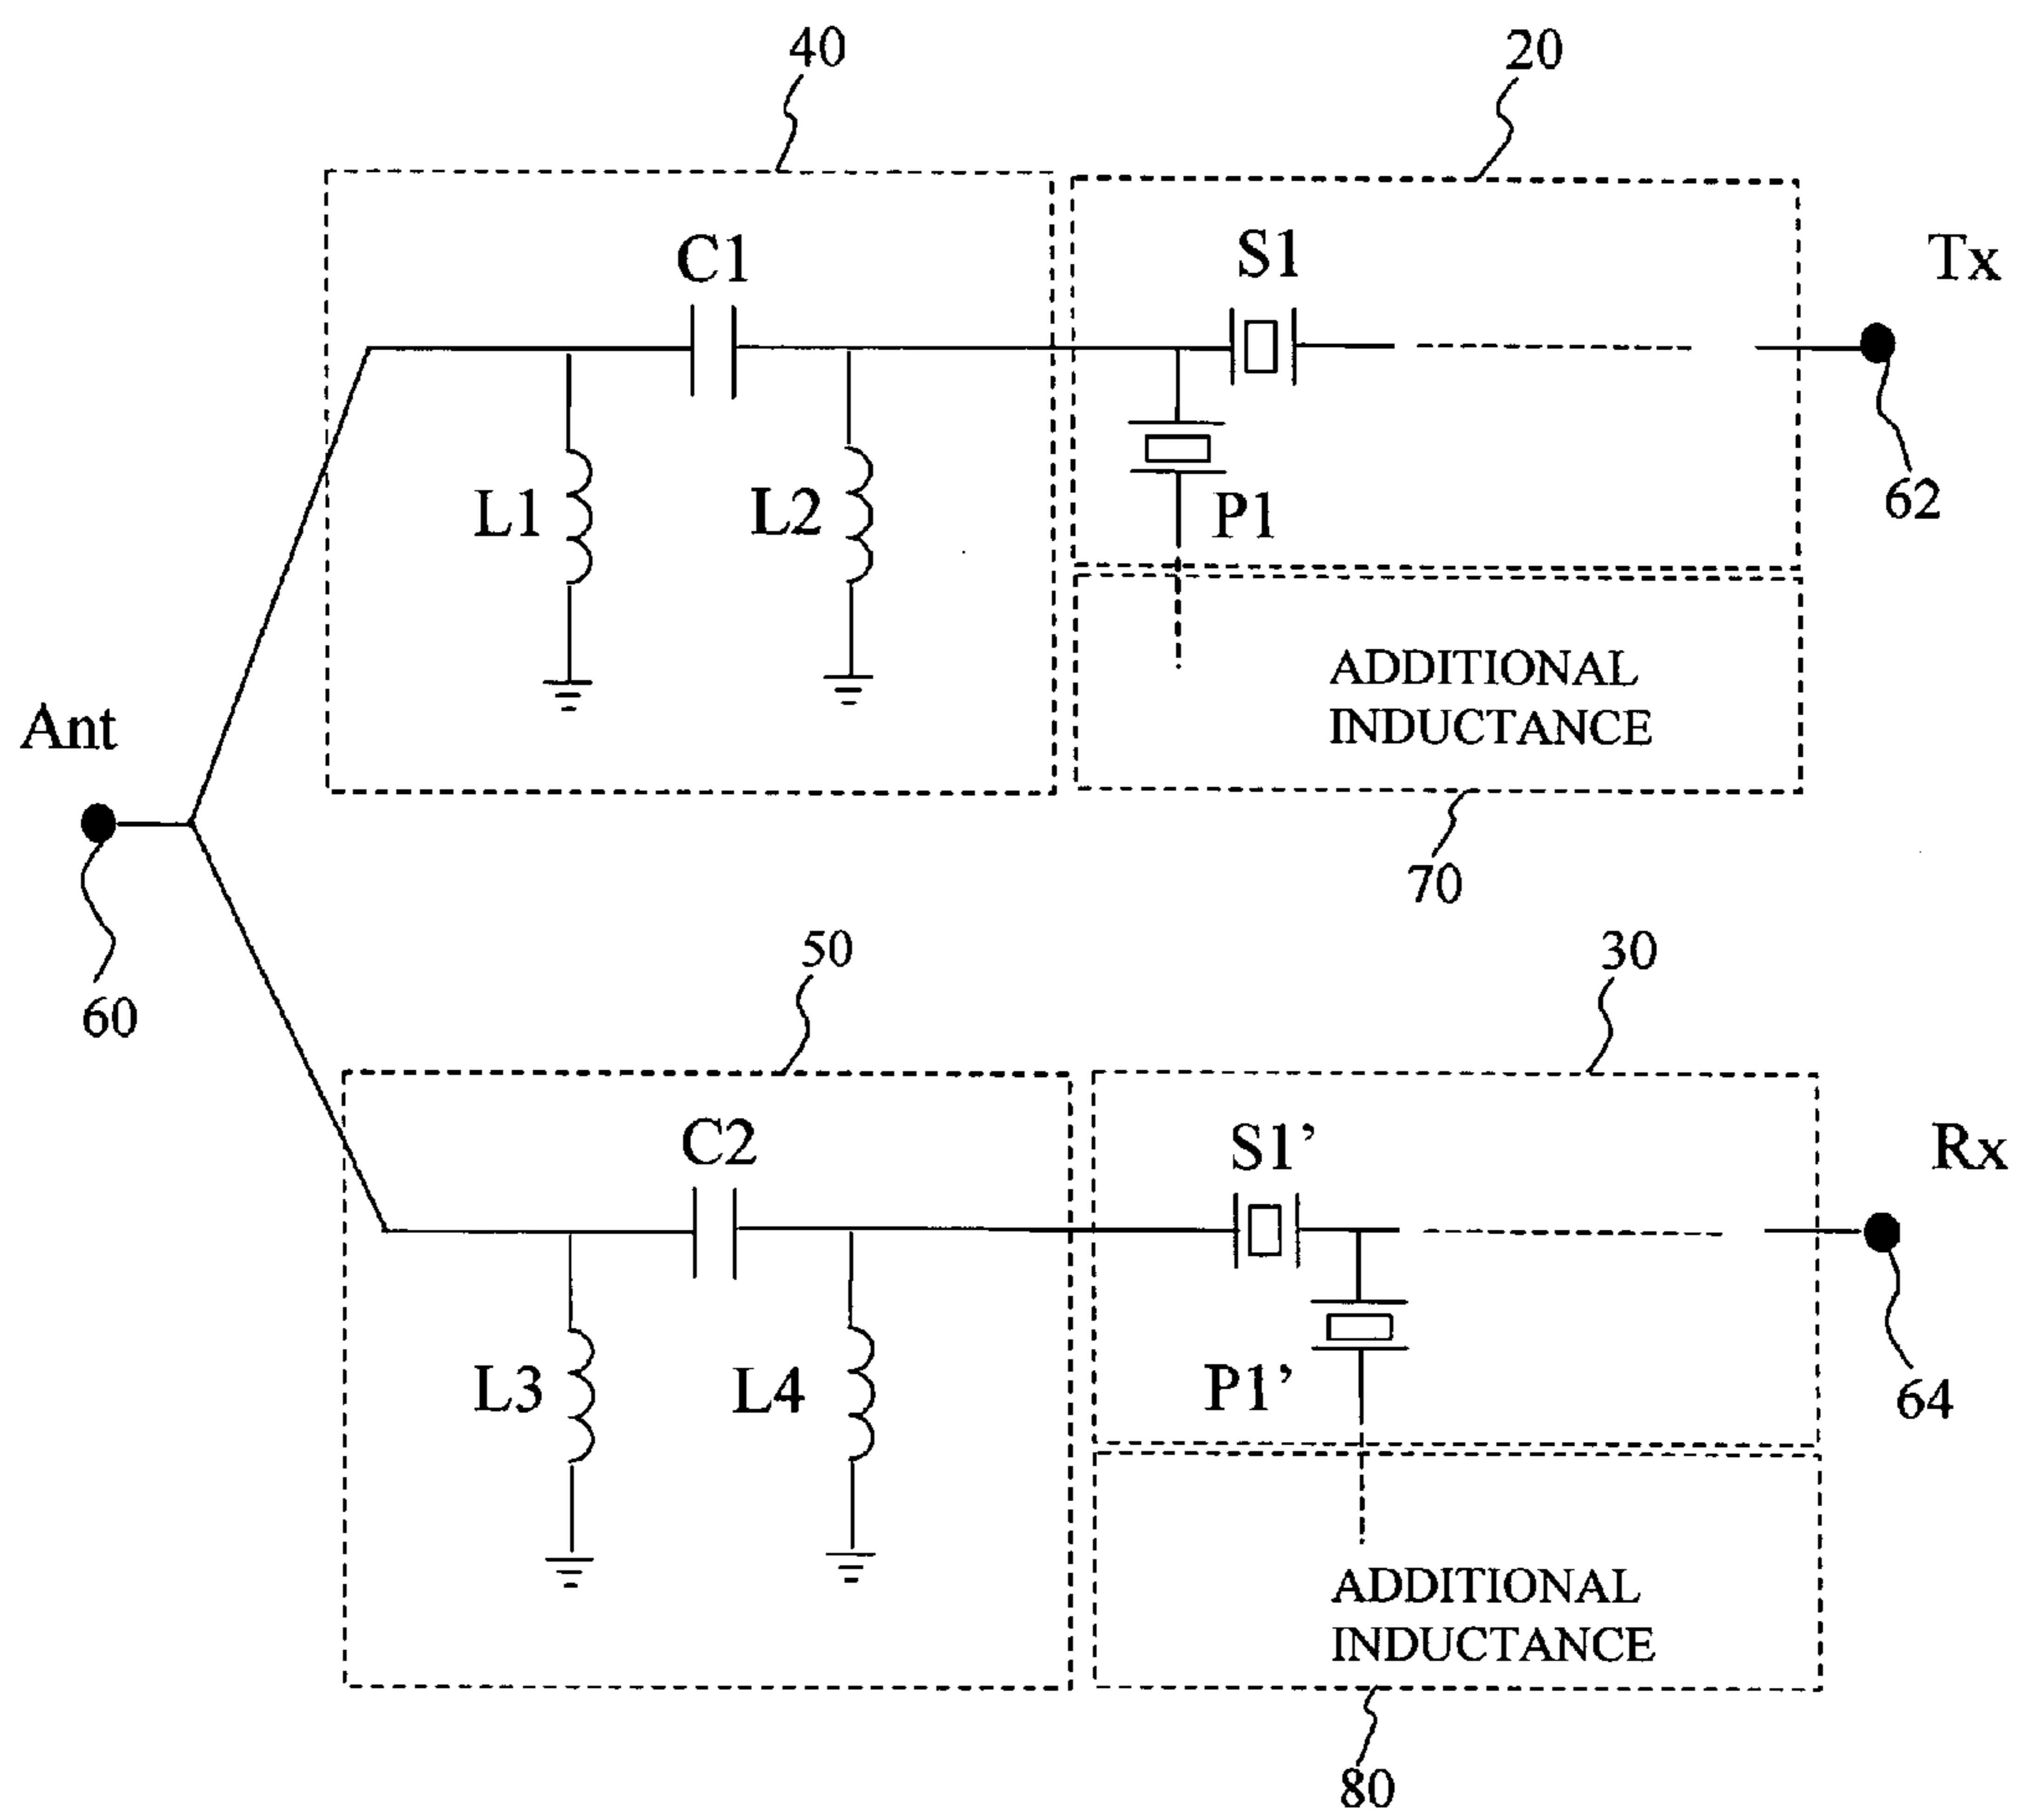 40
20
C1
S1
Tx
L1
L2
P1
62
ADDITIONAL
INDUCTANCE
Ant
70
60
50
30
C2
S1’
Rx
L3
L4
P1’
64
ADDITIONAL
INDUCTANCE
80